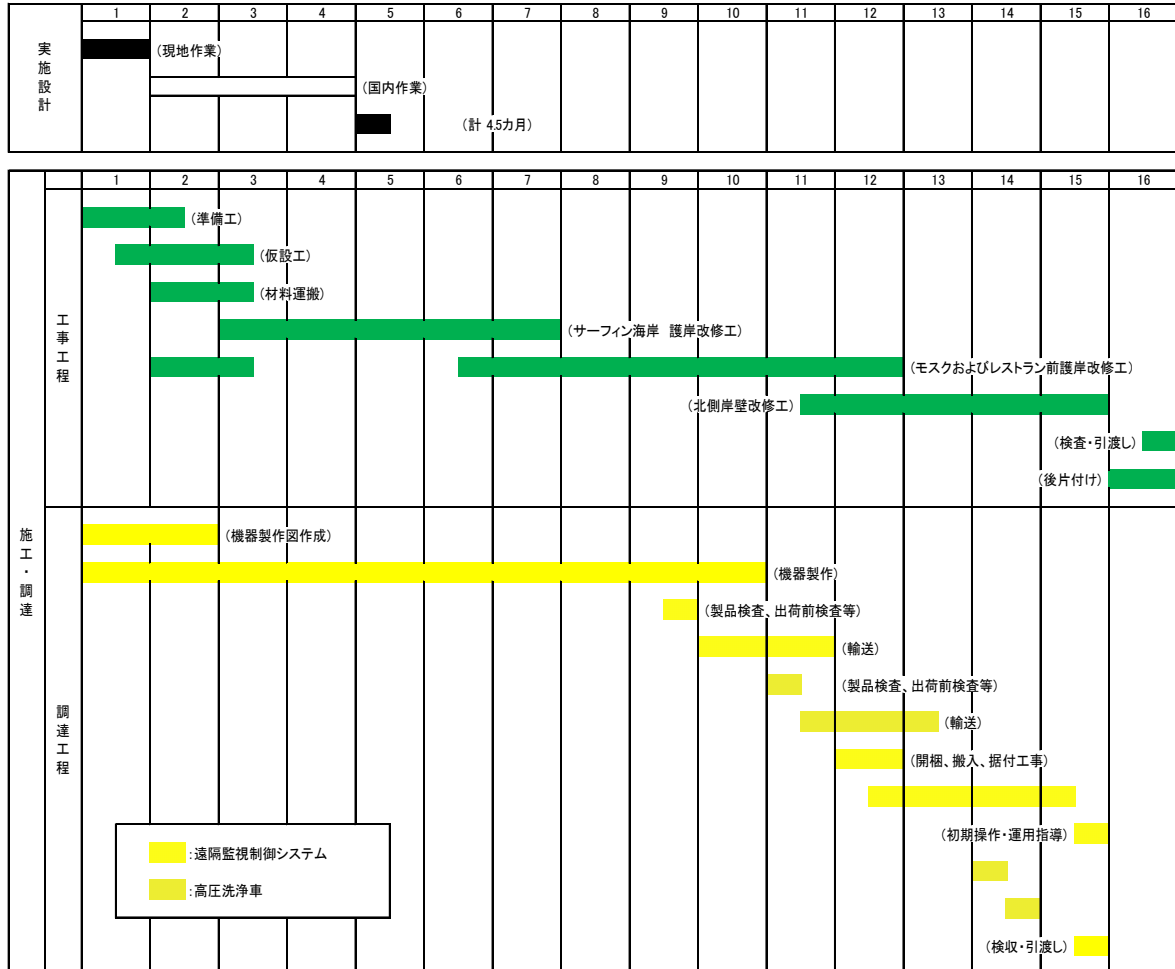 1 2 3 4 5 6 7 8 9 10 11 12 13 14 15 16
実施設計
(現地作業)
(国内作業)
(計 4.5カ月)
1 2 3 4 5 6 7 8 9 10 11 12 13 14 15 16
施工・調達
工事工程
(準備工)
(仮設工)
(材料運搬)
(サーフィン海岸 護岸改修工)
(モスクおよびレストラン前護岸改修工)
(北側岸壁改修工)
(検査・引渡し)
(後片付け)
調達工程
(機器製作図作成)
(機器製作)
(製品検査、出荷前検査等)
(輸送)
(製品検査、出荷前検査等)
(輸送)
(開梱、搬入、据付工事)
(初期操作・運用指導)
(検収・引渡し)
:遠隔監視制御システム
:高圧洗浄車